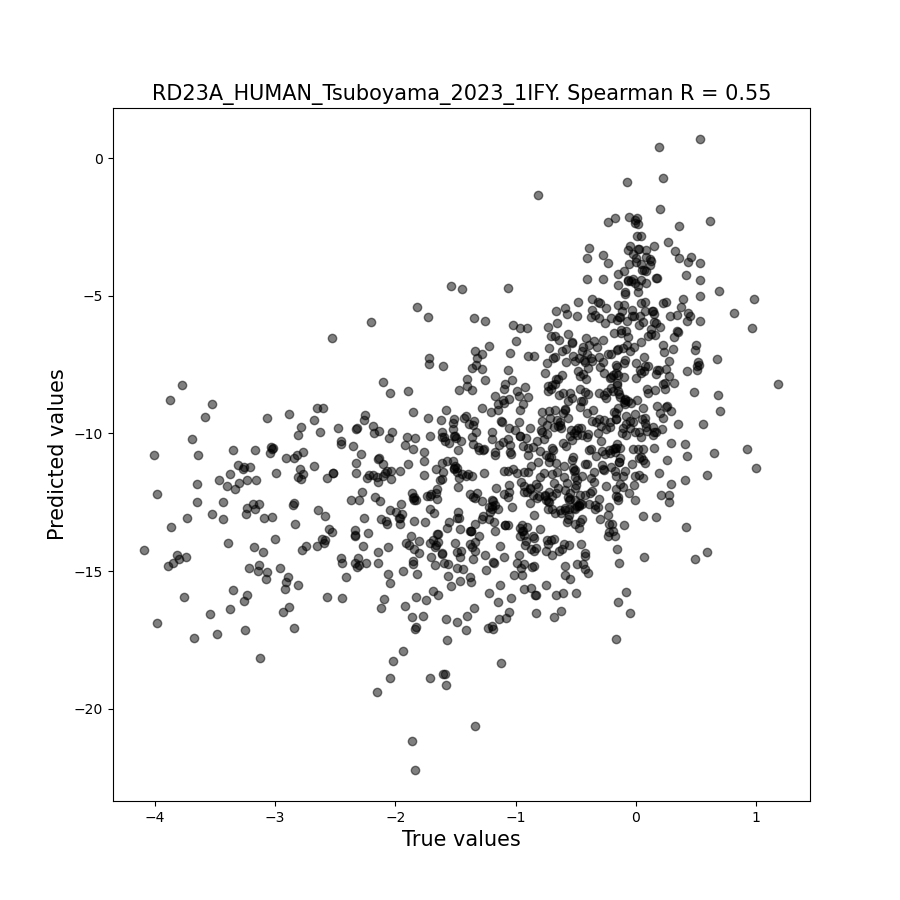 RD23A_HUMAN_Tsuboyama_2023_1IFY. Spearman R = 0.55
0
−5
−10
−15
−20
Predicted values
−4 −3 −2 −1 0 1
True values